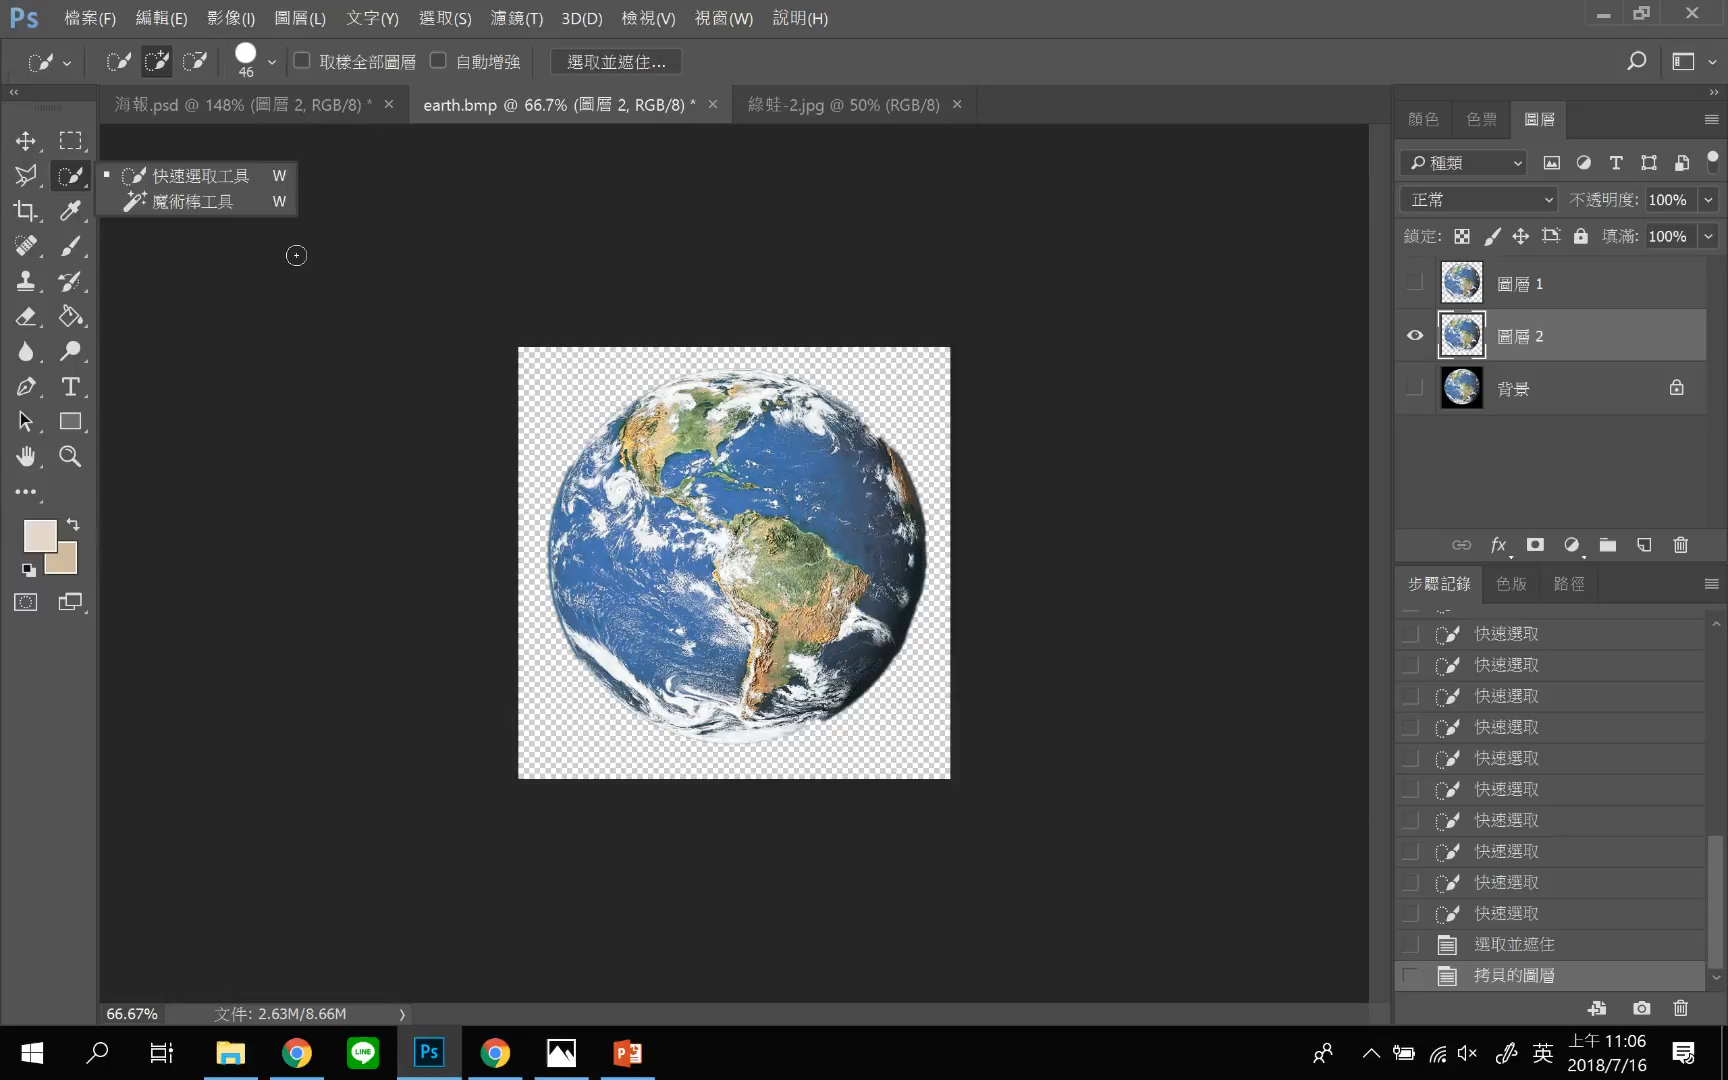 Ps 檔案(F) 編輯(E) 影像(I) 圖層(L) 文字(Y) 選取(S) 濾鏡(T) 3D(D) 檢視(V) 視窗(W) 說明(H)
46 取樣全部圖層 自動增強 選取並遮住...
海報.psd @ 148% (圖層 2, RGB/8) * × earth.bmp @ 66.7% (圖層 2, RGB/8) * × 綠蛙-2.jpg @ 50% (RGB/8) ×
快速選取工具 W
魔術棒工具 W
顏色 色票 圖層
種類
正常 不透明度: 100%
鎖定: 填滿: 100%
圖層 1
圖層 2
背景
fx
步驟記錄 色版 路徑
快速選取
快速選取
快速選取
快速選取
快速選取
快速選取
快速選取
快速選取
快速選取
快速選取
選取並遮住
拷貝的圖層
66.67% 文件: 2.63M/8.66M
LINE Ps P 英 上午 11:06
2018/7/16